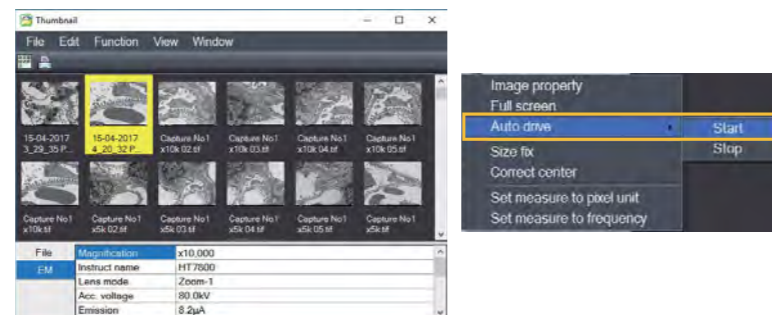 Thumbnail
File Edit Function View Window
15-04-2017 15-04-2017 Capture No1 Capture No1 Capture No1 Capture No1
3_29_35 P... 4_20_32 P... x10k 02.tif x10k 03.tif x10k 04.tif x10k 05.tif
Capture No1 Capture No1 Capture No1 Capture No1 Capture No1 Capture No1
x10k.tif x5k 02.tif x5k 03.tif x5k 04.tif x5k 05.tif x5k.tif
File Magnification x10,000
EM Instruct name HT7800
Lens mode Zoom-1
Acc. voltage 80.0kV
Emission 8.2μA
Image property
Full screen
Auto drive Start
Size fix Stop
Correct center
Set measure to pixel unit
Set measure to frequency